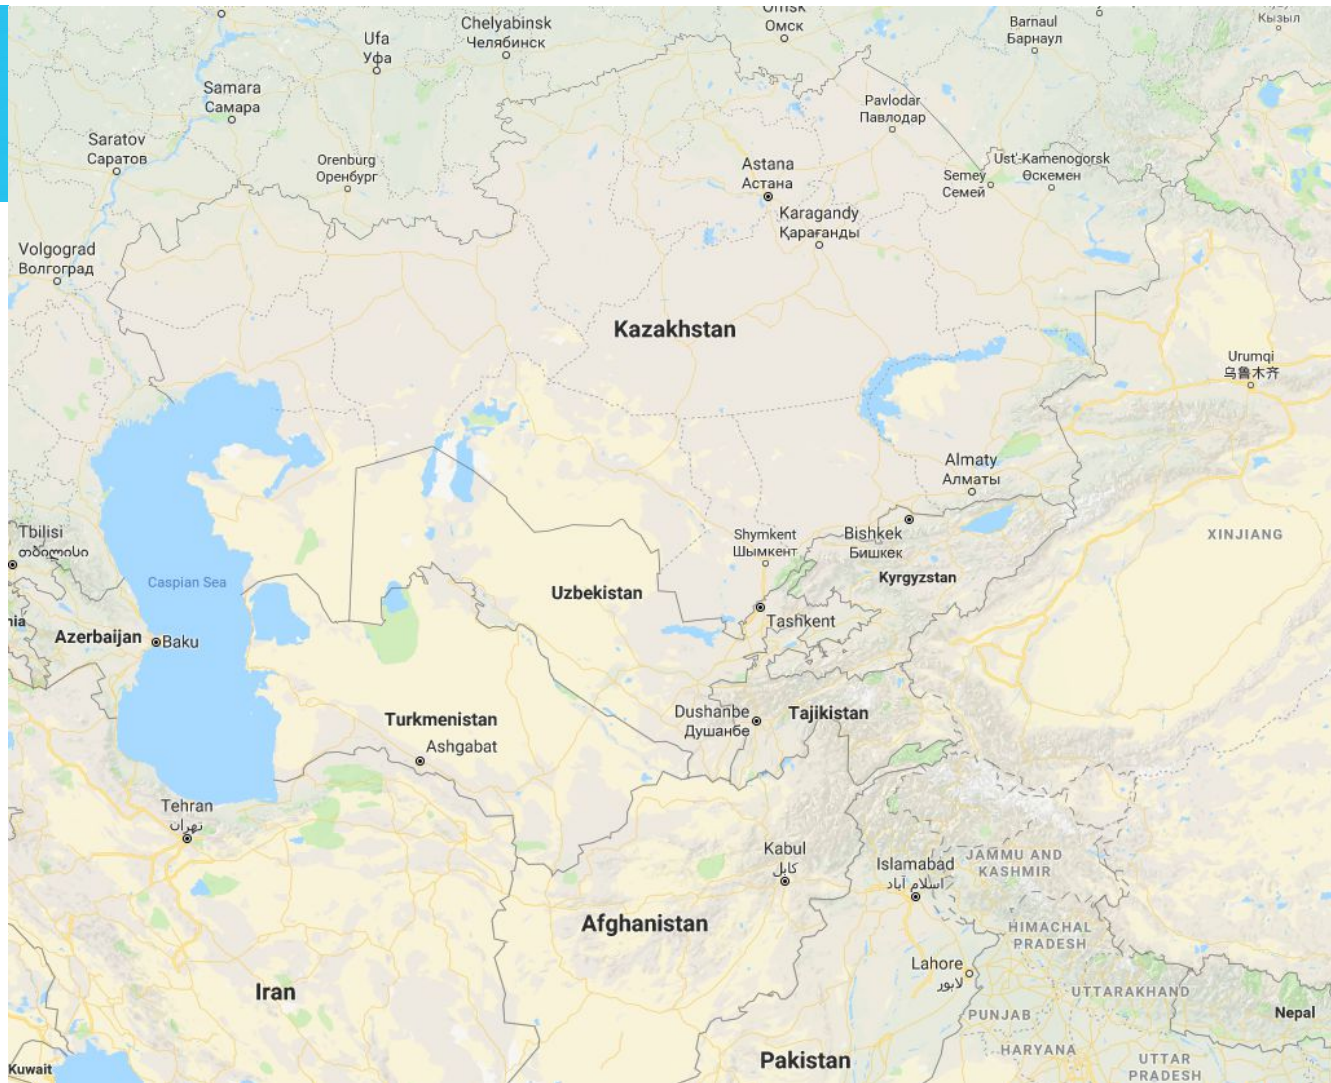 Omsk
Омск
Chelyabinsk
Челябинск
Barnaul
Барнаул
Кызыл
Ufa
Уфа
Samara
Самара
Pavlodar
Павлодар
Saratov
Саратов
Orenburg
Оренбург
Astana
Астана
Ust'-Kamenogorsk
Өскемен
Semey
Семей
Karagandy
Қарағанды
Volgograd
Волгоград
Kazakhstan
Urumqi
乌鲁木齐
Almaty
Алматы
Tbilisi
თბილისი
Shymkent
Шымкент
Bishkek
Бишкек
XINJIANG
Caspian Sea
Kyrgyzstan
Uzbekistan
nia
Azerbaijan
Baku
Tashkent
Turkmenistan
Ashgabat
Dushanbe
Душанбе
Tajikistan
Tehran
تهران
Kabul
کابل
Islamabad
اسلام آباد
JAMMU AND
KASHMIR
Afghanistan
HIMACHAL
PRADESH
Lahore
لاہور
Iran
UTTARAKHAND
PUNJAB
Nepal
HARYANA
Kuwait
Pakistan
UTTAR
PRADESH